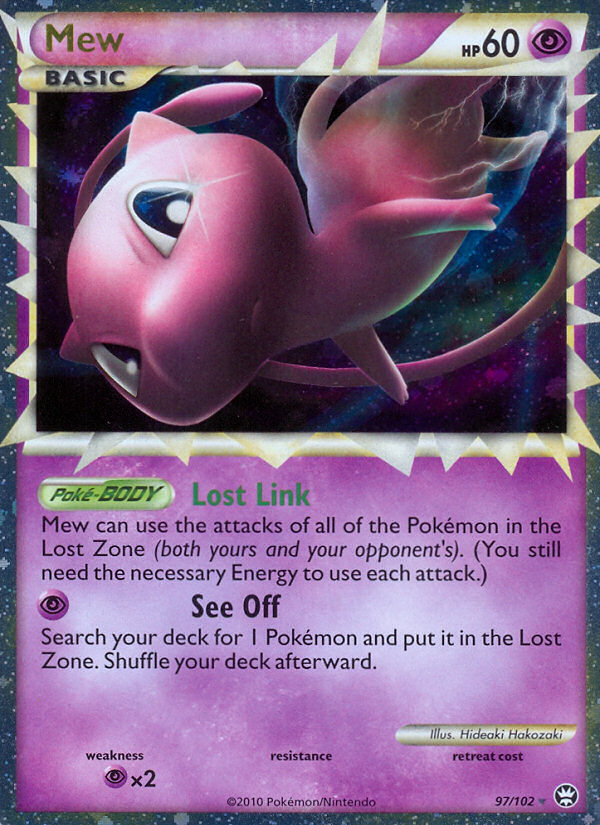 Mew
HP60
BASIC
Poké-BODY Lost Link
Mew can use the attacks of all of the Pokémon in the
Lost Zone (both yours and your opponent's). (You still
need the necessary Energy to use each attack.)
See Off
Search your deck for 1 Pokémon and put it in the Lost
Zone. Shuffle your deck afterward.
Illus. Hideaki Hakozaki
weakness resistance retreat cost
×2
©2010 Pokémon/Nintendo 97/102